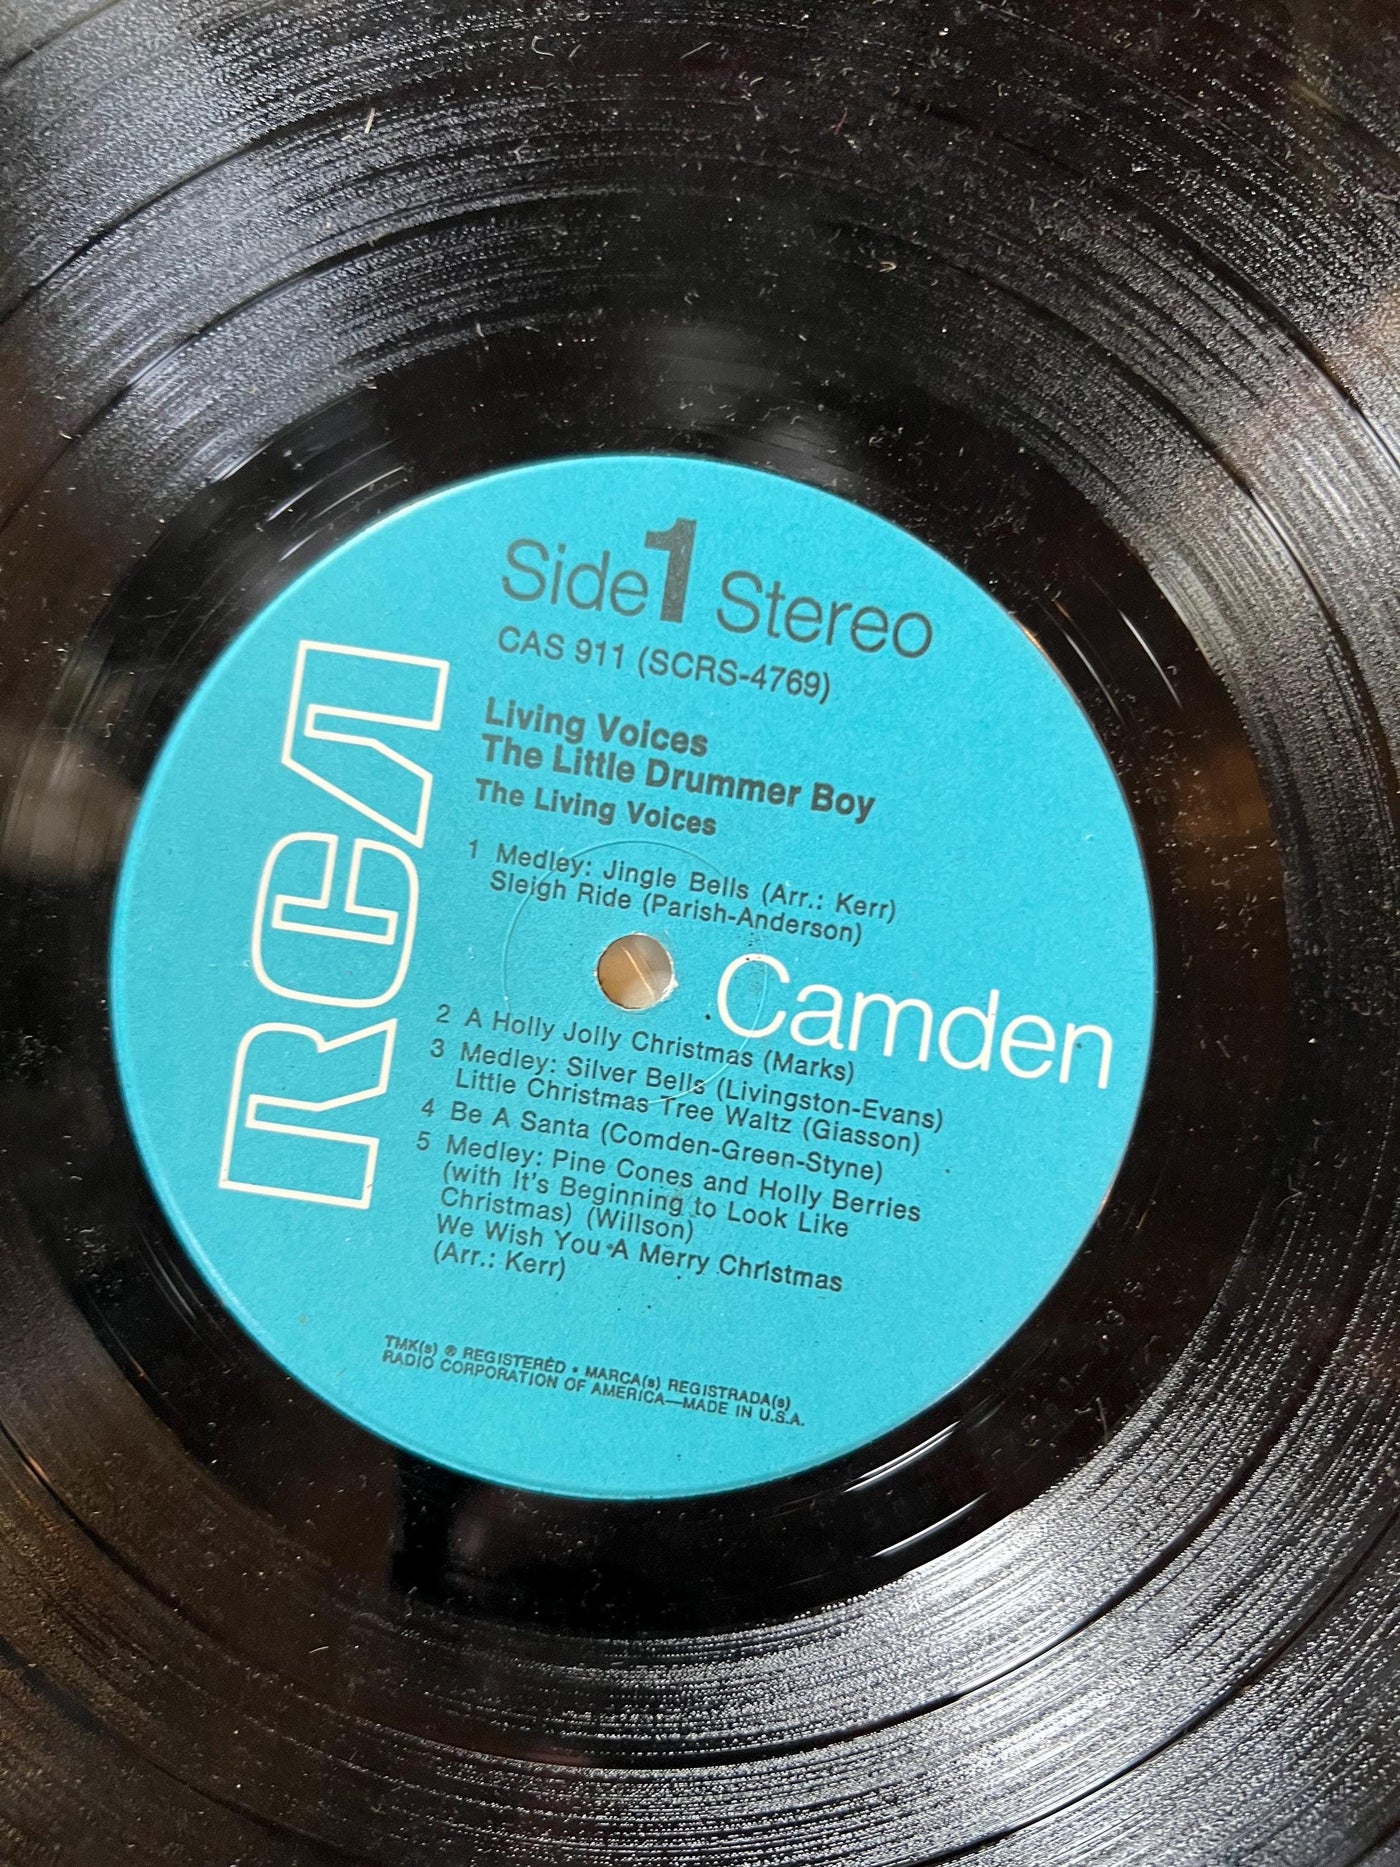 Side 1 Stereo
CAS 911 (SCRS-4769)
RCA
Living Voices
The Little Drummer Boy
The Living Voices
1 Medley: Jingle Bells (Arr.: Kerr)
Sleigh Ride (Parish-Anderson)
Camden
2 A Holly Jolly Christmas (Marks)
3 Medley: Silver Bells (Livingston-Evans)
Little Christmas Tree Waltz (Giasson)
4 Be A Santa (Comden-Green-Styne)
5 Medley: Pine Cones and Holly Berries
(with It's Beginning to Look Like
Christmas) (Willson)
We Wish You A Merry Christmas
(Arr.: Kerr)
TMK(s) ® REGISTERED • MARCA(s) REGISTRADA(s)
RADIO CORPORATION OF AMERICA—MADE IN U.S.A.